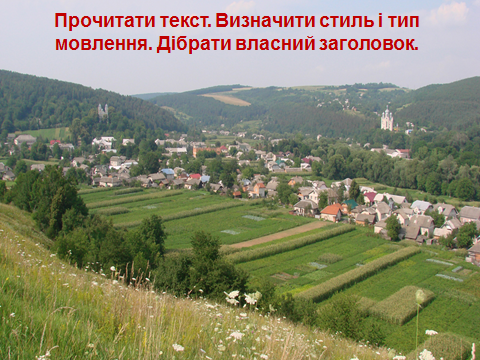 Прочитати текст. Визначити стиль і тип
мовлення. Дібрати власний заголовок.